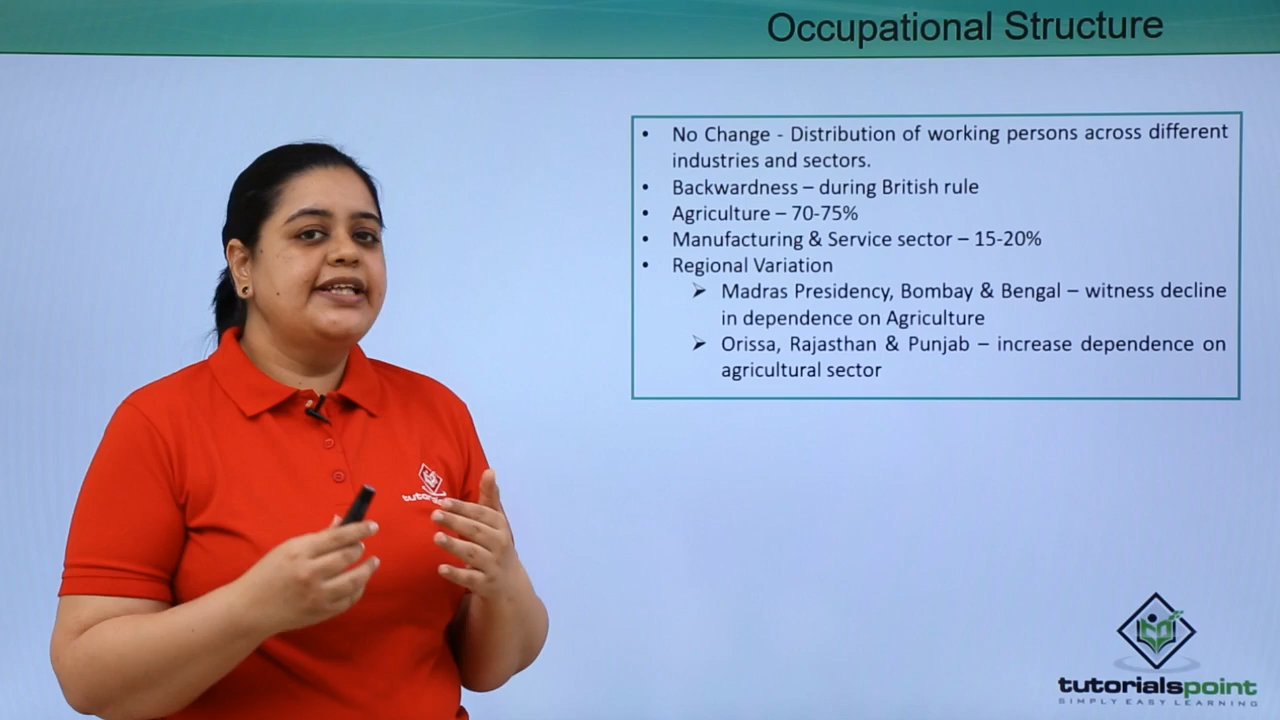 Occupational Structure
• No Change - Distribution of working persons across different
industries and sectors.
• Backwardness – during British rule
• Agriculture – 70-75%
• Manufacturing & Service sector – 15-20%
• Regional Variation
➢ Madras Presidency, Bombay & Bengal – witness decline
in dependence on Agriculture
➢ Orissa, Rajasthan & Punjab – increase dependence on
agricultural sector
tutorialspoint
SIMPLY EASY LEARNING